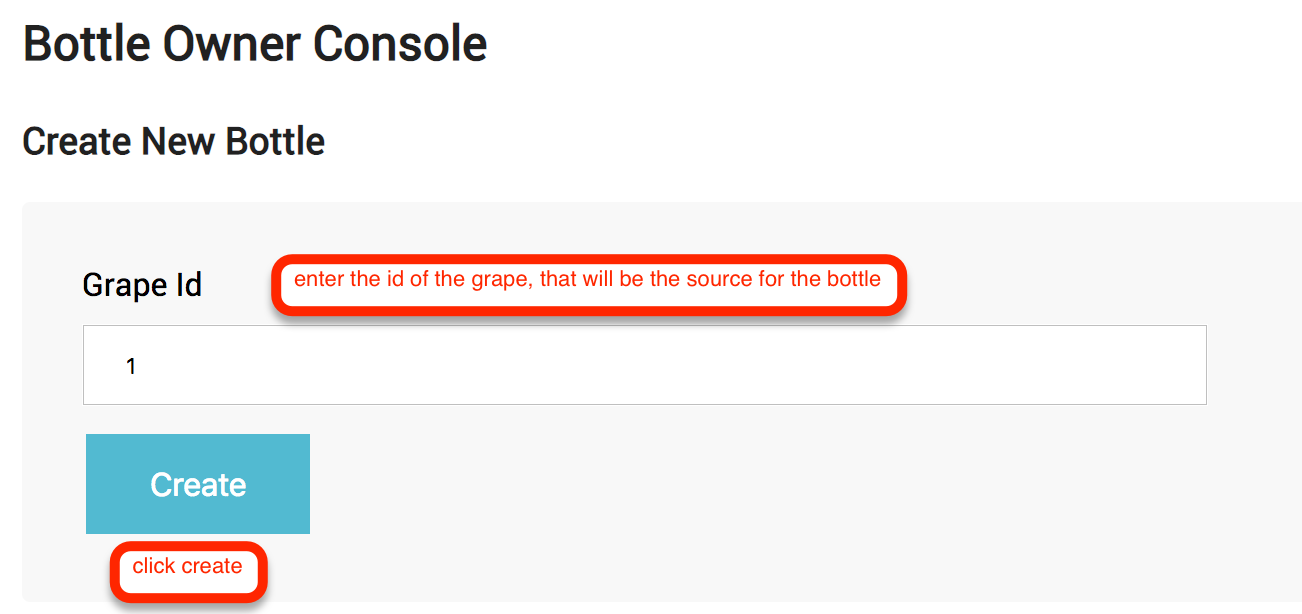 Bottle Owner Console
Create New Bottle
Grape Id
enter the id of the grape, that will be the source for the bottle
1
Create
click create